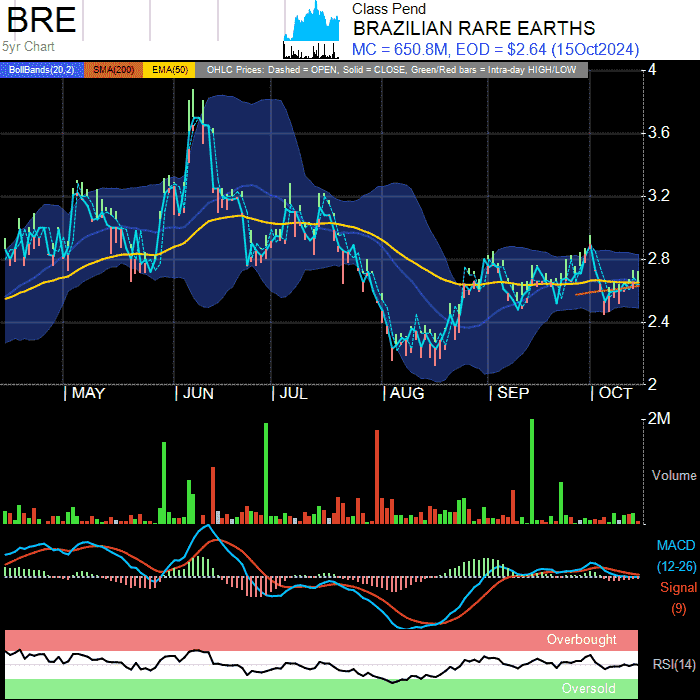 BRE
5yr Chart
Class Pend
BRAZILIAN RARE EARTHS
MC = 650.8M, EOD = $2.64 (15Oct2024)
BollBands(20,2) SMA(200) EMA(50) OHLC Prices: Dashed = OPEN, Solid = CLOSE, Green/Red bars = Intra-day HIGH/LOW
4
3.6
3.2
2.8
2.4
2
| MAY | JUN | JUL | AUG | SEP | OCT
2M
Volume
MACD
(12-26)
Signal
(9)
Overbought
RSI(14)
Oversold